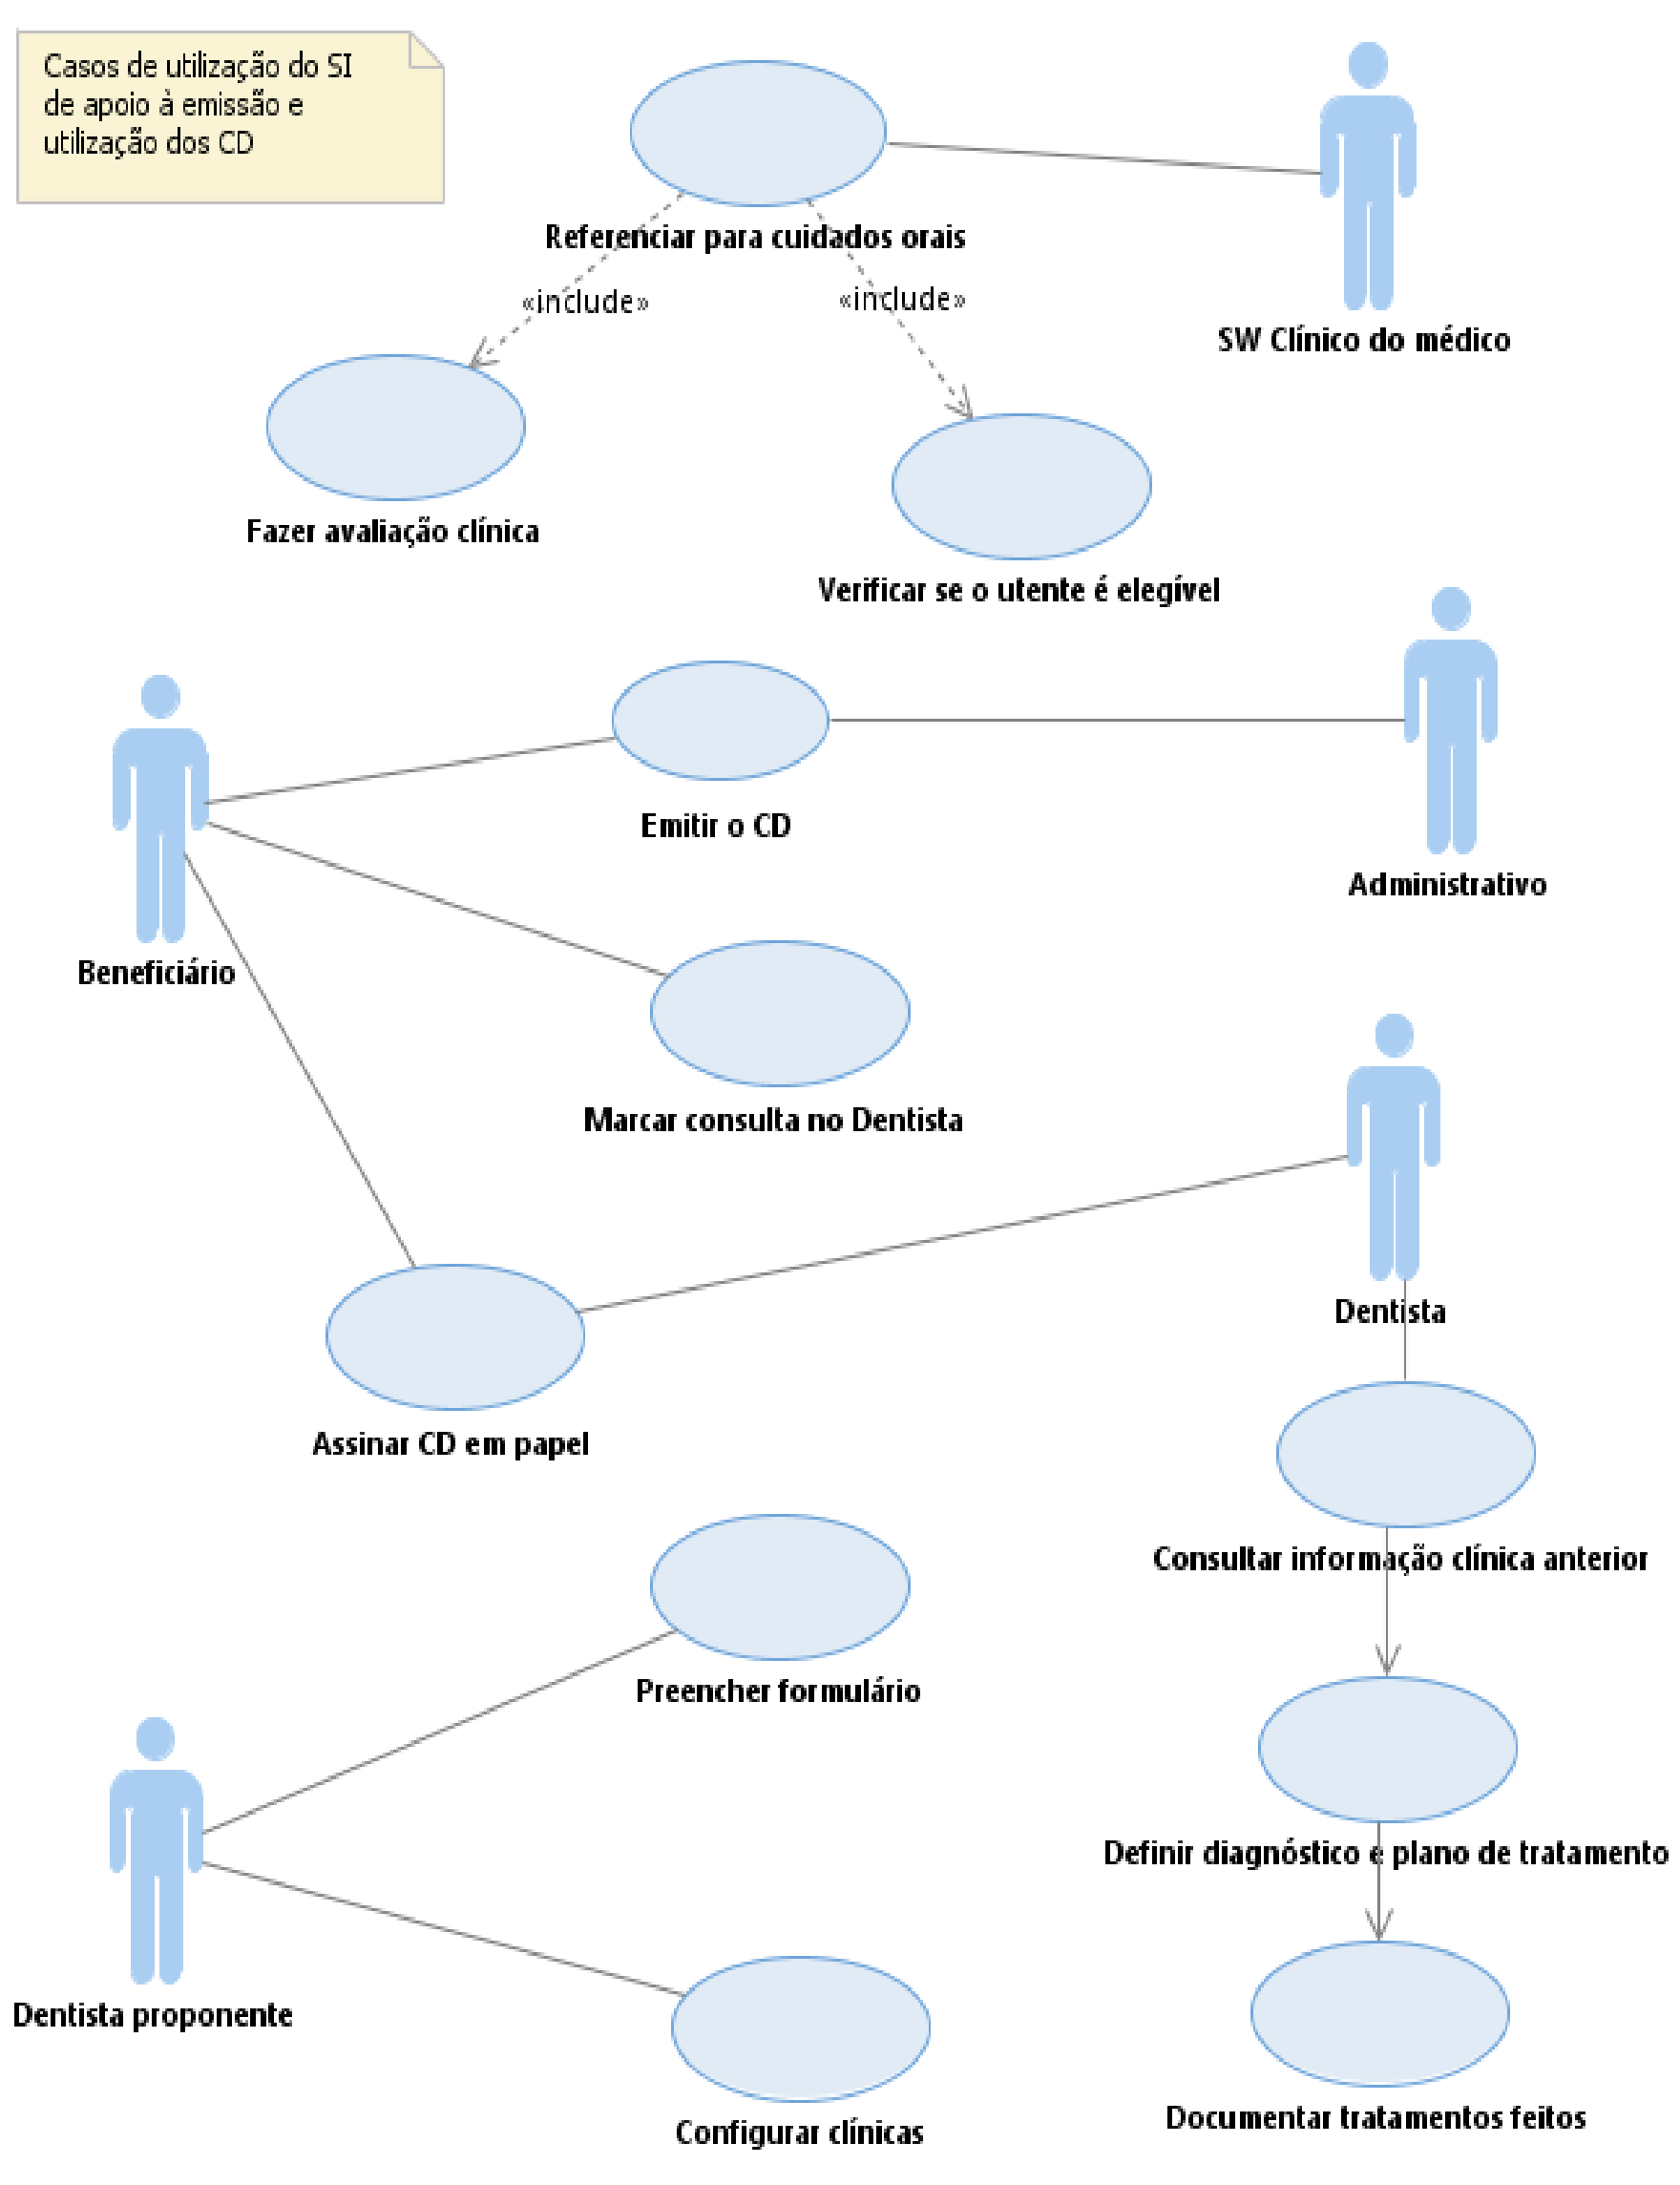 Casos de utilização do SI
de apoio à emissão e
utilização dos CD
Referenciar para cuidados orais
«include»
«include»
SW Clínico do médico
Fazer avaliação clínica
Verificar se o utente é elegível
Emitir o CD
Administrativo
Beneficiário
Marcar consulta no Dentista
Dentista
Assinar CD em papel
Consultar informação clínica anterior
Preencher formulário
Definir diagnóstico e plano de tratamento
Dentista proponente
Documentar tratamentos feitos
Configurar clínicas